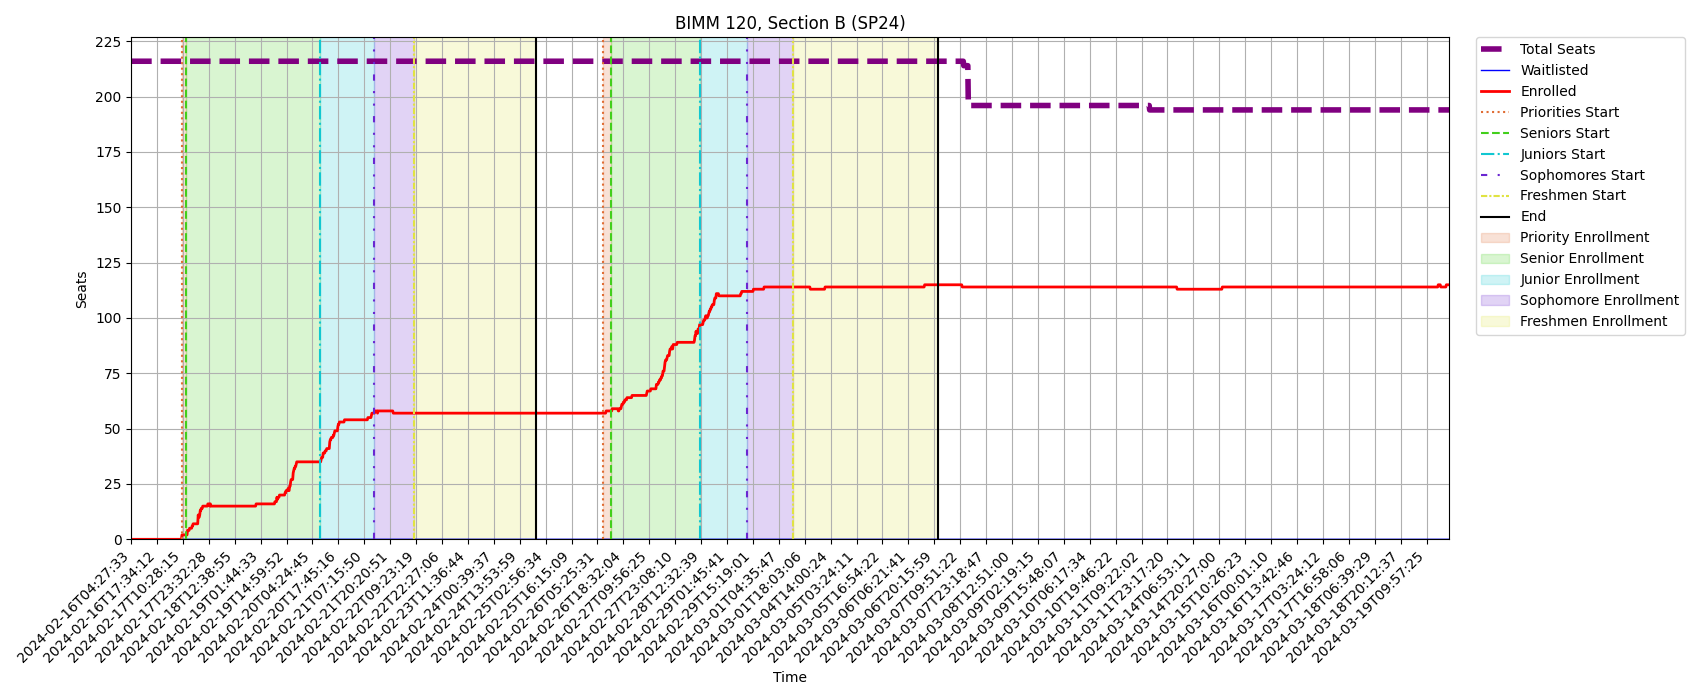 BIMM 120, Section B (SP24)
225
200
175
150
125
100
75
50
25
0
Seats
2024-02-16T04:27:33
2024-02-16T17:34:12
2024-02-17T10:28:15
2024-02-17T23:32:28
2024-02-18T12:38:55
2024-02-19T01:44:33
2024-02-19T14:59:52
2024-02-20T04:24:45
2024-02-20T17:45:16
2024-02-21T07:15:50
2024-02-21T20:20:51
2024-02-22T09:23:19
2024-02-22T22:27:06
2024-02-23T11:36:44
2024-02-24T00:39:37
2024-02-24T13:53:59
2024-02-25T02:56:34
2024-02-25T16:15:09
2024-02-26T05:25:31
2024-02-26T18:32:04
2024-02-27T09:56:25
2024-02-27T23:08:10
2024-02-28T12:32:39
2024-02-29T01:45:41
2024-02-29T15:19:01
2024-03-01T04:35:47
2024-03-01T18:03:06
2024-03-04T14:00:24
2024-03-05T03:24:11
2024-03-05T16:54:22
2024-03-06T06:21:41
2024-03-06T20:15:59
2024-03-07T09:51:22
2024-03-07T23:18:47
2024-03-08T12:51:00
2024-03-09T02:19:15
2024-03-09T15:48:07
2024-03-10T06:17:34
2024-03-10T19:46:22
2024-03-11T09:22:02
2024-03-11T23:17:20
2024-03-14T06:53:11
2024-03-14T20:27:00
2024-03-15T10:26:23
2024-03-16T00:01:10
2024-03-16T13:42:46
2024-03-17T03:24:12
2024-03-17T16:58:06
2024-03-18T06:39:29
2024-03-18T20:12:37
2024-03-19T09:57:25
Time
Total Seats
Waitlisted
Enrolled
Priorities Start
Seniors Start
Juniors Start
Sophomores Start
Freshmen Start
End
Priority Enrollment
Senior Enrollment
Junior Enrollment
Sophomore Enrollment
Freshmen Enrollment